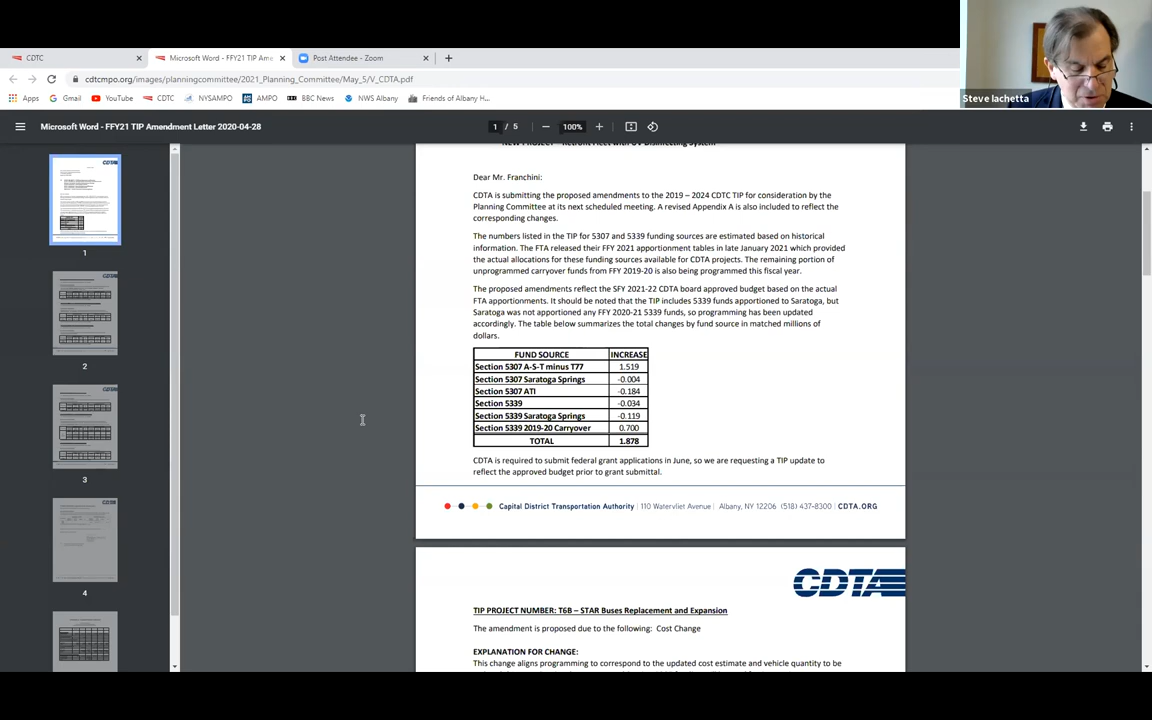 Steve Iachetta
CDTC
Microsoft Word - FFY21 TIP Ame
Post Attendee - Zoom
cdtcmpo.org/images/planningcommittee/2021_Planning_Committee/May_5/V_CDTA.pdf
Apps
Gmail
YouTube
CDTC
NYSAMPO
AMPO
BBC News
NWS Albany
Friends of Albany H...
Microsoft Word - FFY21 TIP Amendment Letter 2020-04-28
1 / 5
100%
1
2
3
4
NEW PROJECT - Retrofit Fleet with UV Disinfecting System
Dear Mr. Franchini:
CDTA is submitting the proposed amendments to the 2019 – 2024 CDTC TIP for consideration by the
Planning Committee at its next scheduled meeting. A revised Appendix A is also included to reflect the
corresponding changes.
The numbers listed in the TIP for 5307 and 5339 funding sources are estimated based on historical
information. The FTA released their FFY 2021 apportionment tables in late January 2021 which provided
the actual allocations for these funding sources available for CDTA projects. The remaining portion of
unprogrammed carryover funds from FFY 2019-20 is also being programmed this fiscal year.
The proposed amendments reflect the SFY 2021-22 CDTA board approved budget based on the actual
FTA apportionments. It should be noted that the TIP includes 5339 funds apportioned to Saratoga, but
Saratoga was not apportioned any FFY 2020-21 5339 funds, so programming has been updated
accordingly. The table below summarizes the total changes by fund source in matched millions of
dollars.
FUND SOURCE INCREASE
Section 5307 A-S-T minus T77 1.519
Section 5307 Saratoga Springs -0.004
Section 5307 ATI -0.184
Section 5339 -0.034
Section 5339 Saratoga Springs -0.119
Section 5339 2019-20 Carryover 0.700
TOTAL 1.878
CDTA is required to submit federal grant applications in June, so we are requesting a TIP update to
reflect the approved budget prior to grant submittal.
Capital District Transportation Authority | 110 Watervliet Avenue | Albany, NY 12206 (518) 437-8300 | CDTA.ORG
CDTA
TIP PROJECT NUMBER: T6B – STAR Buses Replacement and Expansion
The amendment is proposed due to the following: Cost Change
EXPLANATION FOR CHANGE:
This change aligns programming to correspond to the updated cost estimate and vehicle quantity to be